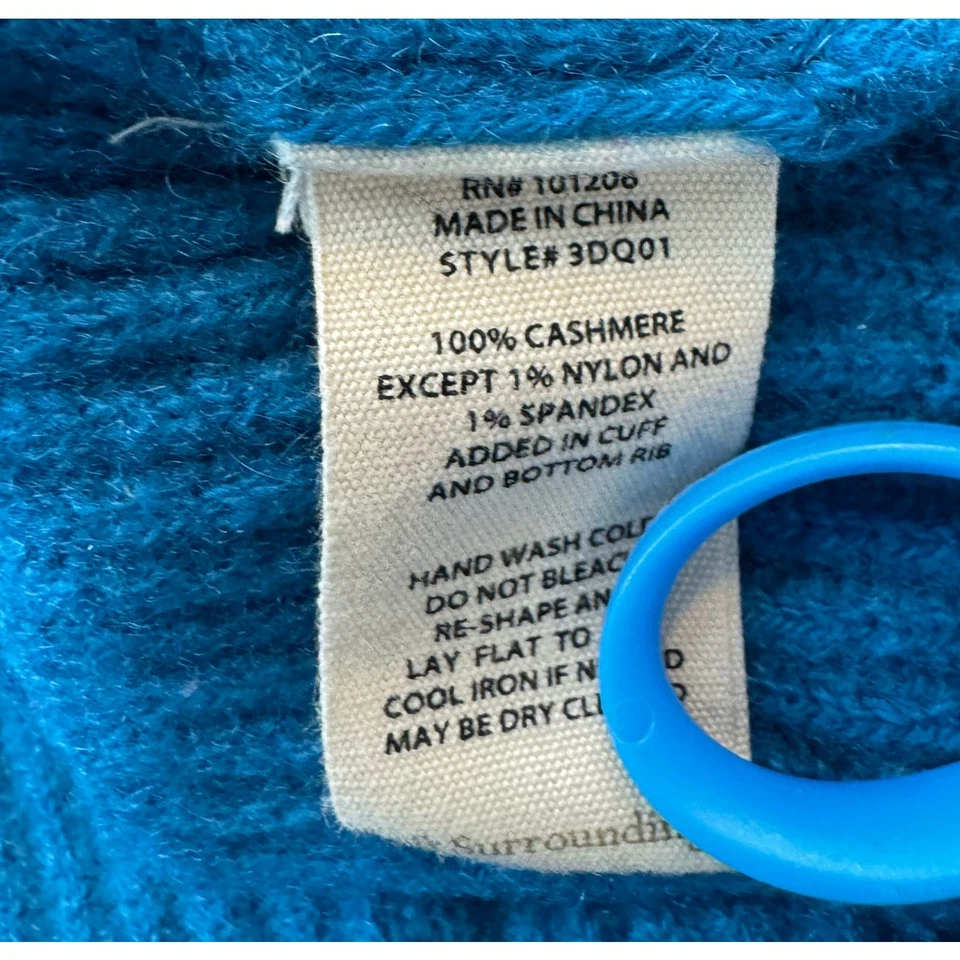 RN# 101206
MADE IN CHINA
STYLE# 3DQ01
100% CASHMERE
EXCEPT 1% NYLON AND
1% SPANDEX
ADDED IN CUFF
AND BOTTOM RIB
HAND WASH COLD
DO NOT BLEAC
RE-SHAPE AN
LAY FLAT TO
COOL IRON IF N D
MAY BE DRY CL D
Surrounding